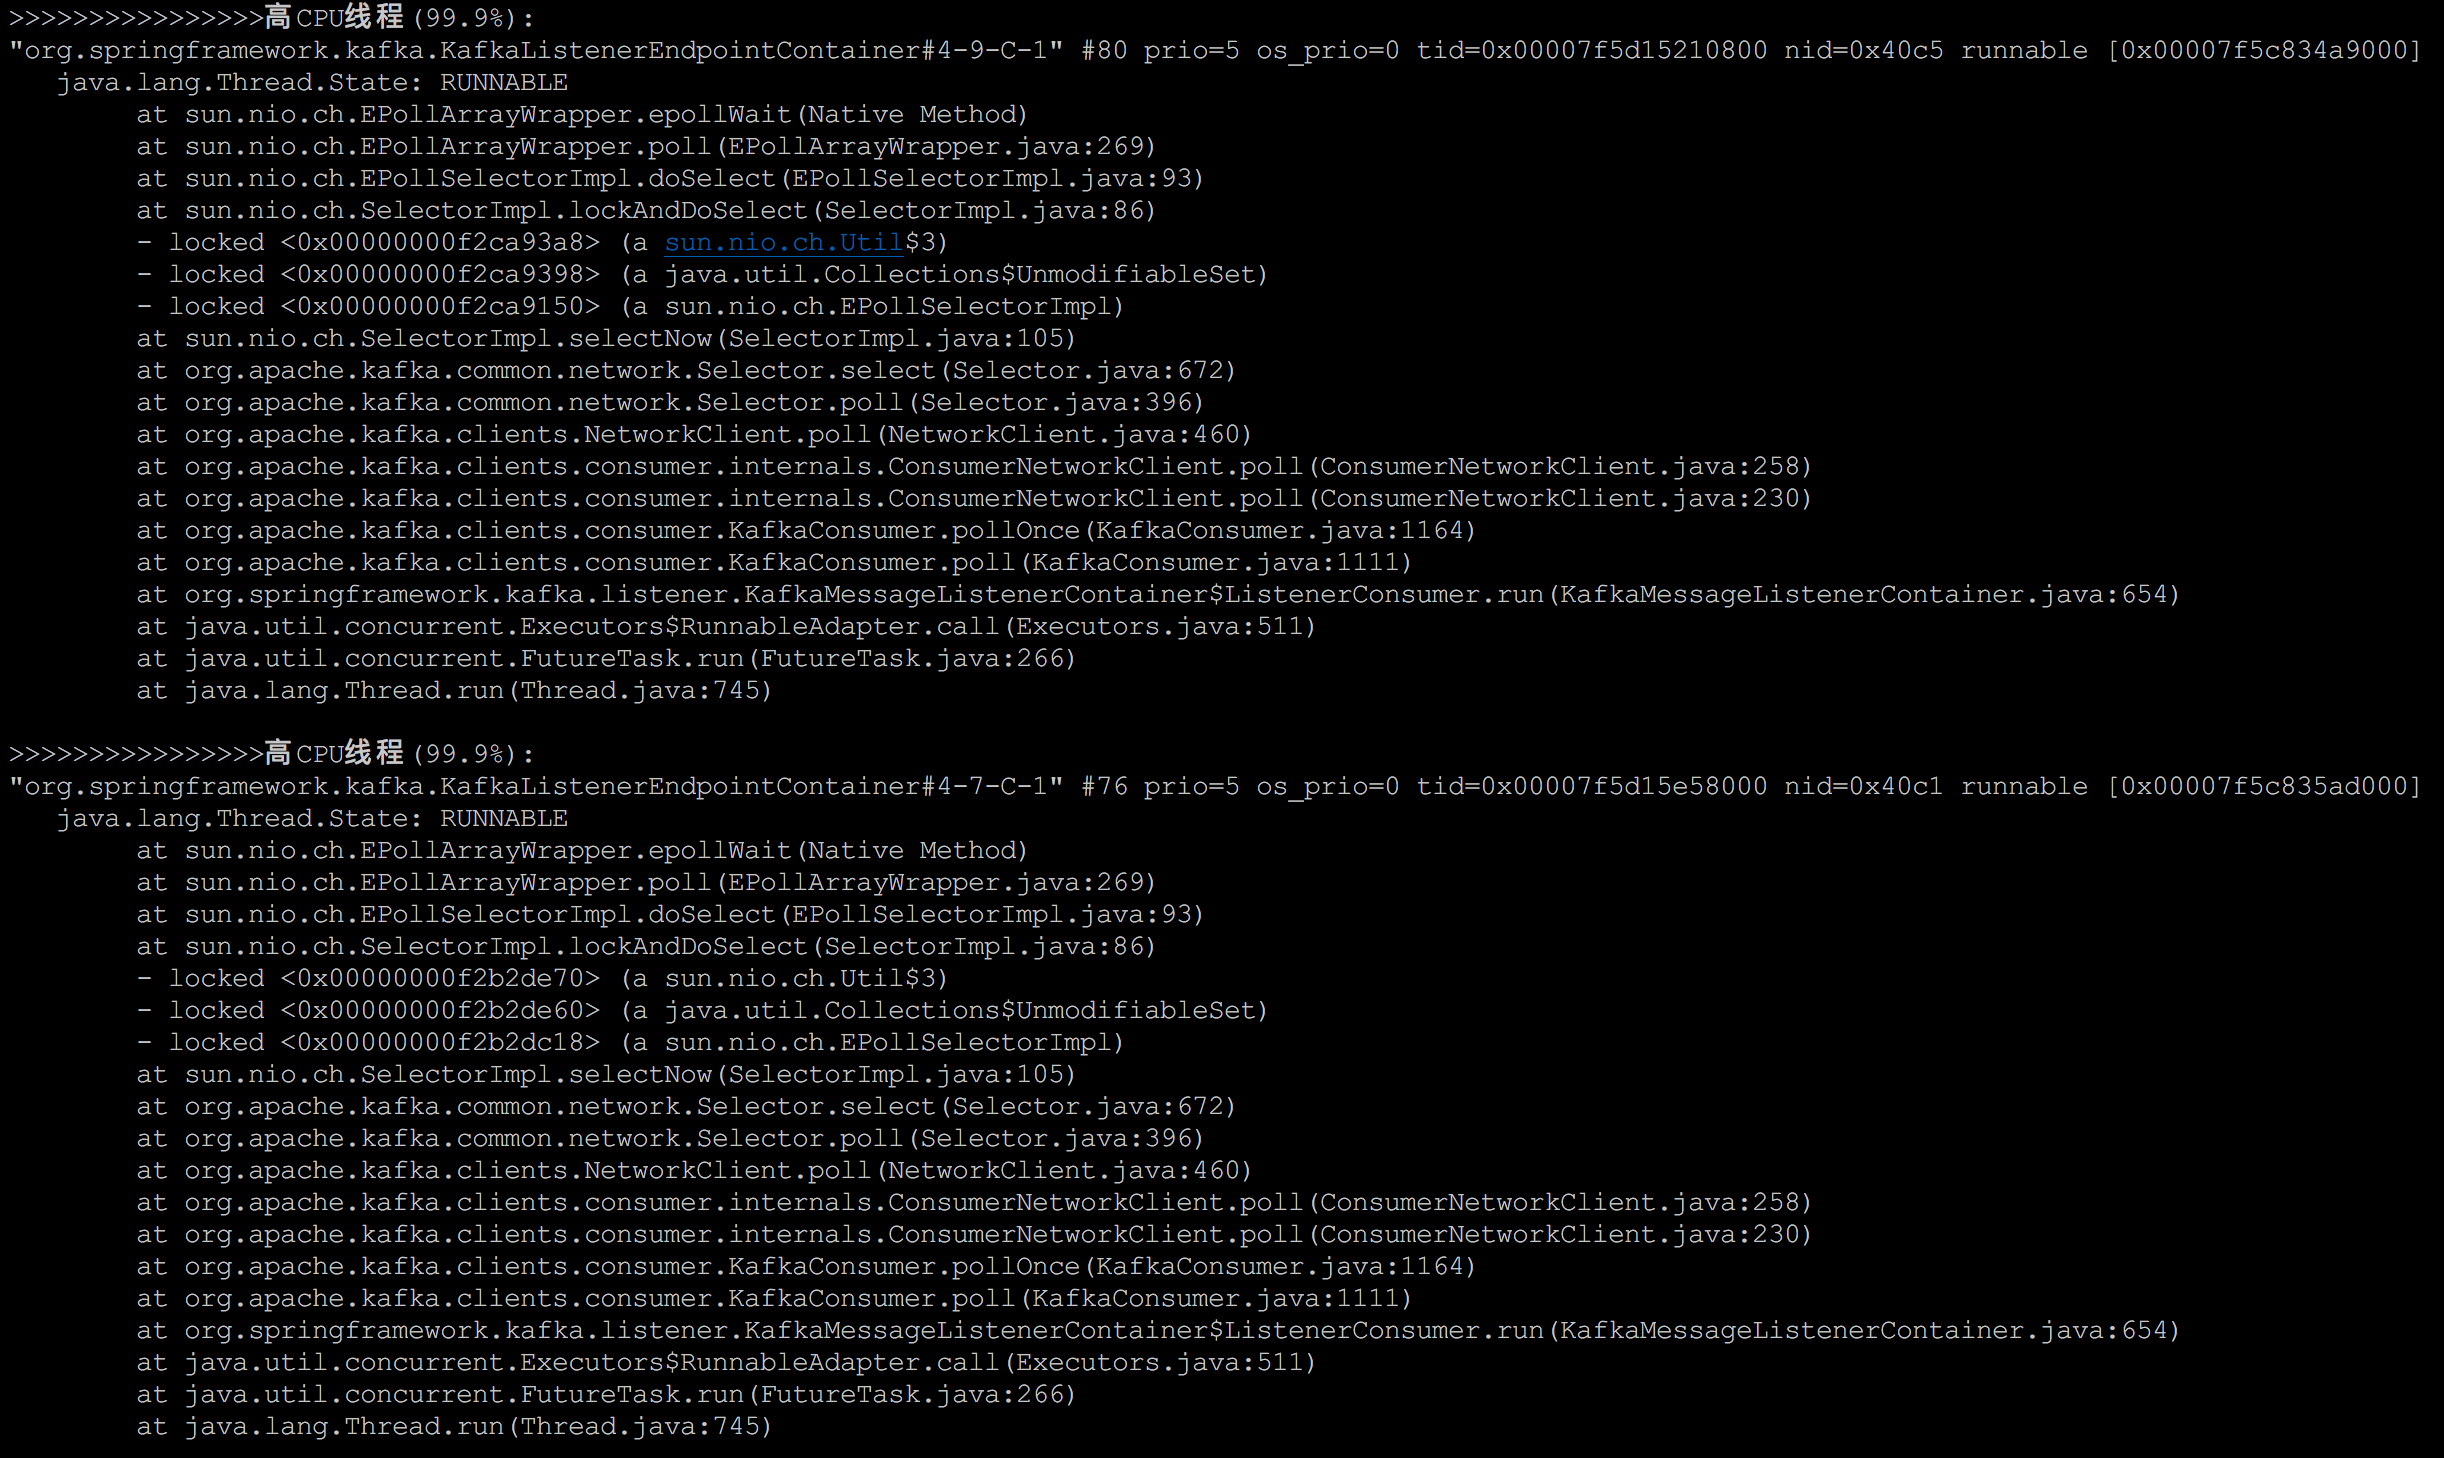 >>>>>>>>>>>>>>>>高CPU线程(99.9%):
"org.springframework.kafka.KafkaListenerEndpointContainer#4-9-C-1" #80 prio=5 os_prio=0 tid=0x00007f5d15210800 nid=0x40c5 runnable [0x00007f5c834a9000]
java.lang.Thread.State: RUNNABLE
at sun.nio.ch.EPollArrayWrapper.epollWait(Native Method)
at sun.nio.ch.EPollArrayWrapper.poll(EPollArrayWrapper.java:269)
at sun.nio.ch.EPollSelectorImpl.doSelect(EPollSelectorImpl.java:93)
at sun.nio.ch.SelectorImpl.lockAndDoSelect(SelectorImpl.java:86)
- locked <0x00000000f2ca93a8> (a sun.nio.ch.Util$3)
- locked <0x00000000f2ca9398> (a java.util.Collections$UnmodifiableSet)
- locked <0x00000000f2ca9150> (a sun.nio.ch.EPollSelectorImpl)
at sun.nio.ch.SelectorImpl.selectNow(SelectorImpl.java:105)
at org.apache.kafka.common.network.Selector.select(Selector.java:672)
at org.apache.kafka.common.network.Selector.poll(Selector.java:396)
at org.apache.kafka.clients.NetworkClient.poll(NetworkClient.java:460)
at org.apache.kafka.clients.consumer.internals.ConsumerNetworkClient.poll(ConsumerNetworkClient.java:258)
at org.apache.kafka.clients.consumer.internals.ConsumerNetworkClient.poll(ConsumerNetworkClient.java:230)
at org.apache.kafka.clients.consumer.KafkaConsumer.pollOnce(KafkaConsumer.java:1164)
at org.apache.kafka.clients.consumer.KafkaConsumer.poll(KafkaConsumer.java:1111)
at org.springframework.kafka.listener.KafkaMessageListenerContainer$ListenerConsumer.run(KafkaMessageListenerContainer.java:654)
at java.util.concurrent.Executors$RunnableAdapter.call(Executors.java:511)
at java.util.concurrent.FutureTask.run(FutureTask.java:266)
at java.lang.Thread.run(Thread.java:745)
>>>>>>>>>>>>>>>>高CPU线程(99.9%):
"org.springframework.kafka.KafkaListenerEndpointContainer#4-7-C-1" #76 prio=5 os_prio=0 tid=0x00007f5d15e58000 nid=0x40c1 runnable [0x00007f5c835ad000]
java.lang.Thread.State: RUNNABLE
at sun.nio.ch.EPollArrayWrapper.epollWait(Native Method)
at sun.nio.ch.EPollArrayWrapper.poll(EPollArrayWrapper.java:269)
at sun.nio.ch.EPollSelectorImpl.doSelect(EPollSelectorImpl.java:93)
at sun.nio.ch.SelectorImpl.lockAndDoSelect(SelectorImpl.java:86)
- locked <0x00000000f2b2de70> (a sun.nio.ch.Util$3)
- locked <0x00000000f2b2de60> (a java.util.Collections$UnmodifiableSet)
- locked <0x00000000f2b2dc18> (a sun.nio.ch.EPollSelectorImpl)
at sun.nio.ch.SelectorImpl.selectNow(SelectorImpl.java:105)
at org.apache.kafka.common.network.Selector.select(Selector.java:672)
at org.apache.kafka.common.network.Selector.poll(Selector.java:396)
at org.apache.kafka.clients.NetworkClient.poll(NetworkClient.java:460)
at org.apache.kafka.clients.consumer.internals.ConsumerNetworkClient.poll(ConsumerNetworkClient.java:258)
at org.apache.kafka.clients.consumer.internals.ConsumerNetworkClient.poll(ConsumerNetworkClient.java:230)
at org.apache.kafka.clients.consumer.KafkaConsumer.pollOnce(KafkaConsumer.java:1164)
at org.apache.kafka.clients.consumer.KafkaConsumer.poll(KafkaConsumer.java:1111)
at org.springframework.kafka.listener.KafkaMessageListenerContainer$ListenerConsumer.run(KafkaMessageListenerContainer.java:654)
at java.util.concurrent.Executors$RunnableAdapter.call(Executors.java:511)
at java.util.concurrent.FutureTask.run(FutureTask.java:266)
at java.lang.Thread.run(Thread.java:745)